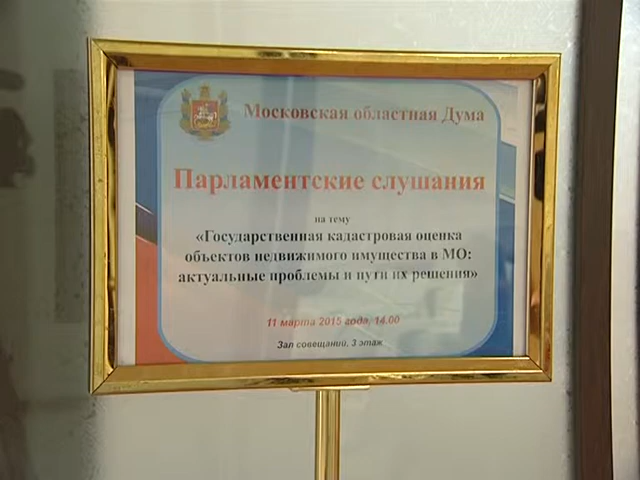 Московская областная Дума
Парламентские слушания
на тему
«Государственная кадастровая оценка
объектов недвижимого имущества в МО:
актуальные проблемы и пути их решения»
11 марта 2015 года, 14.00
Зал совещаний, 3 этаж